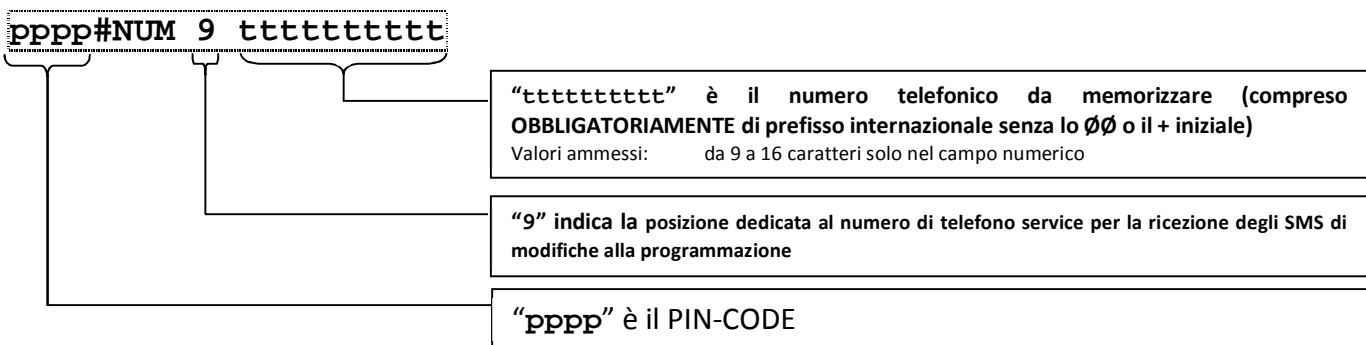 pppp#NUM 9 tttttttttt
“tttttttttt” è il numero telefonico da memorizzare (compreso
OBBLIGATORIAMENTE di prefisso internazionale senza lo ØØ o il + iniziale)
Valori ammessi: da 9 a 16 caratteri solo nel campo numerico
“9” indica la posizione dedicata al numero di telefono service per la ricezione degli SMS di
modifiche alla programmazione
“pppp” è il PIN-CODE